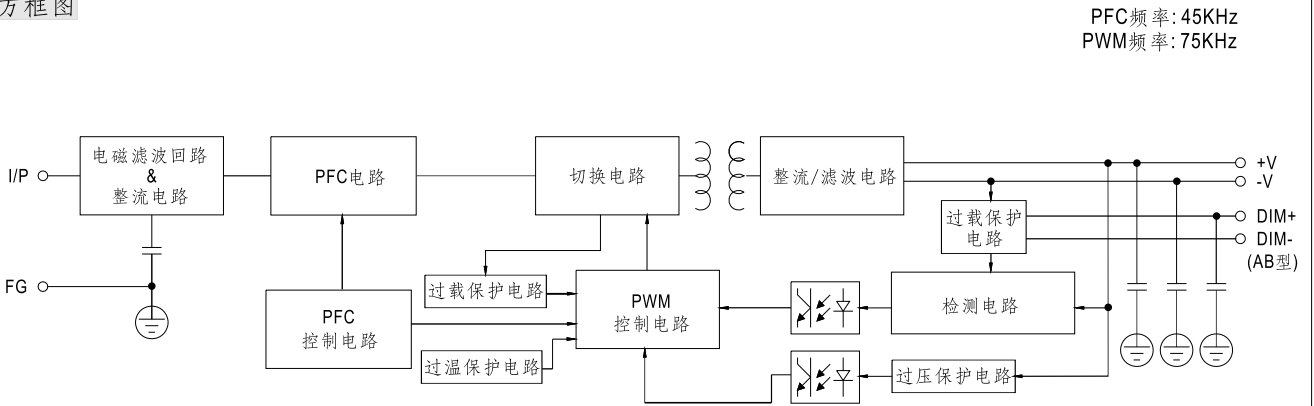 方框图
PFC频率: 45KHz
PWM频率: 75KHz
I/P
电磁滤波回路
&
整流电路
PFC电路
切换电路
整流/滤波电路
+V
-V
过载保护
电路
DIM+
DIM-
(AB型)
FG
PFC
控制电路
过载保护电路
过温保护电路
PWM
控制电路
检测电路
过压保护电路